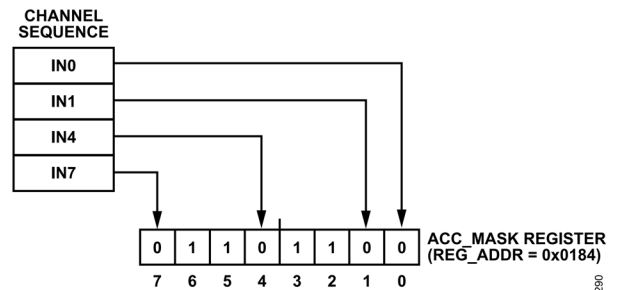 CHANNEL
SEQUENCE
IN0
IN1
IN4
IN7
0 1 1 0 1 1 0 0
7 6 5 4 3 2 1 0
ACC_MASK REGISTER
(REG_ADDR = 0x0184)
290